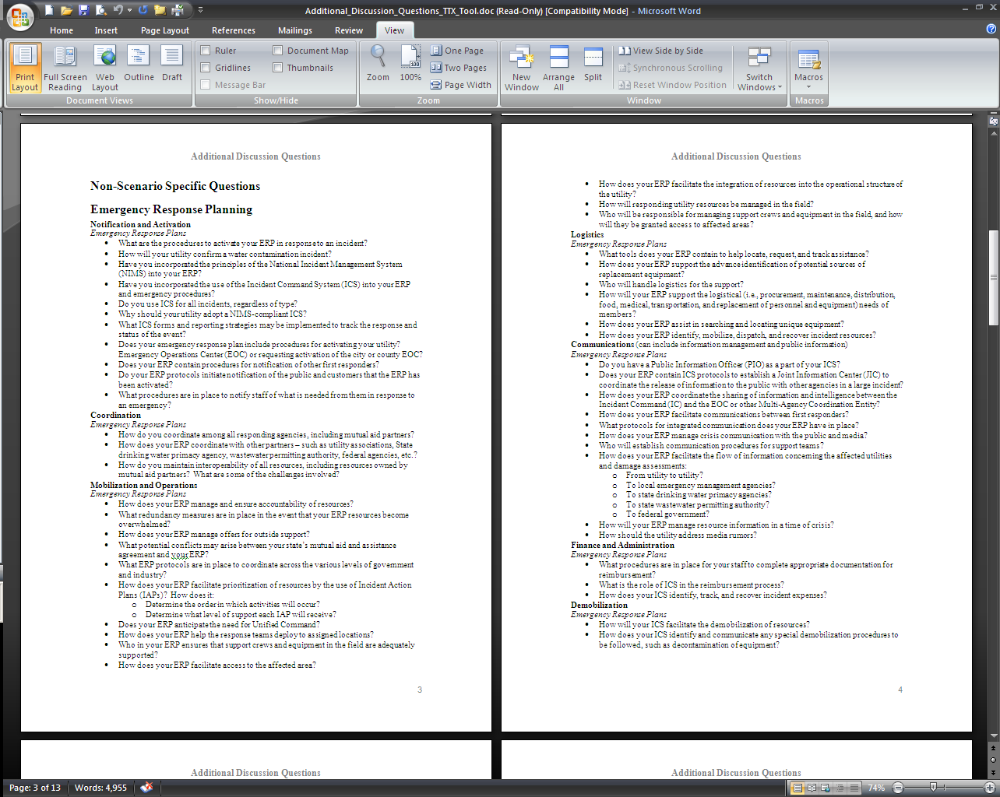 Additional_Discussion_Questions_TTX_Tool.doc (Read-Only) [Compatibility Mode] - Microsoft Word
Home Insert Page Layout References Mailings Review View
Print Layout
Full Screen Reading
Web Layout
Outline
Draft
Document Views
Ruler
Gridlines
Message Bar
Document Map
Thumbnails
Show/Hide
Zoom
100%
One Page
Two Pages
Page Width
Zoom
New Window
Arrange All
Split
View Side by Side
Synchronous Scrolling
Reset Window Position
Switch Windows
Window
Macros
Macros
Additional Discussion Questions
Non-Scenario Specific Questions
Emergency Response Planning
Notification and Activation
Emergency Response Plans
• What are the procedures to activate your ERP in response to an incident?
• How will your utility confirm a water contamination incident?
• Have you incorporated the principles of the National Incident Management System
(NIMS) into your ERP?
• Have you incorporated the use of the Incident Command System (ICS) into your ERP
and emergency procedures?
• Do you use ICS for all incidents, regardless of type?
• Why should your utility adopt a NIMS-compliant ICS?
• What ICS forms and reporting strategies may be implemented to track the response and
status of the event?
• Does your emergency response plan include procedures for activating your utility?
Emergency Operations Center (EOC) or requesting activation of the city or county EOC?
• Does your ERP contain procedures for notification of other first responders?
• Do your ERP protocols initiate notification of the public and customers that the ERP has
been activated?
• What procedures are in place to notify staff of what is needed from them in response to
an emergency?
Coordination
Emergency Response Plans
• How do you coordinate among all responding agencies, including mutual aid partners?
• How does your ERP coordinate with other partners – such as utility associations, State
drinking water primacy agency, wastewater permitting authority, federal agencies, etc.?
• How do you maintain interoperability of all resources, including resources owned by
mutual aid partners? What are some of the challenges involved?
Mobilization and Operations
Emergency Response Plans
• How does your ERP manage and ensure accountability of resources?
• What redundancy measures are in place in the event that your ERP resources become
overwhelmed?
• How does your ERP manage offers for outside support?
• What potential conflicts may arise between your state's mutual aid and assistance
agreement and your ERP?
• What ERP protocols are in place to coordinate across the various levels of government
and industry?
• How does your ERP facilitate prioritization of resources by the use of Incident Action
Plans (IAPs)? How does it:
o Determine the order in which activities will occur?
o Determine what level of support each IAP will receive?
• Does your ERP anticipate the need for Unified Command?
• How does your ERP help the response teams deploy to assigned locations?
• Who in your ERP ensures that support crews and equipment in the field are adequately
supported?
• How does your ERP facilitate access to the affected area?
3
Additional Discussion Questions
• How does your ERP facilitate the integration of resources into the operational structure of
the utility?
• How will responding utility resources be managed in the field?
• Who will be responsible for managing support crews and equipment in the field, and how
will they be granted access to affected areas?
Logistics
Emergency Response Plans
• What tools does your ERP contain to help locate, request, and track assistance?
• How does your ERP support the advance identification of potential sources of
replacement equipment?
• Who will handle logistics for the support?
• How will your ERP support the logistical (i.e., procurement, maintenance, distribution,
food, medical, transportation, and replacement of personnel and equipment) needs of
members?
• How does your ERP assist in searching and locating unique equipment?
• How does your ERP identify, mobilize, dispatch, and recover incident resources?
Communications (can include information management and public information)
Emergency Response Plans
• Do you have a Public Information Officer (PIO) as a part of your ICS?
• Does your ERP contain ICS protocols to establish a Joint Information Center (JIC) to
coordinate the release of information to the public with other agencies in a large incident?
• How does your ERP coordinate the sharing of information and intelligence between the
Incident Command (IC) and the EOC or other Multi-Agency Coordination Entity?
• How does your ERP facilitate communications between first responders?
• What protocols for integrated communication does your ERP have in place?
• How does your ERP manage crisis communication with the public and media?
• Who will establish communication procedures for support teams?
• How does your ERP facilitate the flow of information concerning the affected utilities
and damage assessments:
o From utility to utility?
o To local emergency management agencies?
o To state drinking water primacy agencies?
o To state wastewater permitting authority?
o To federal government?
• How will your ERP manage resource information in a time of crisis?
• How should the utility address media rumors?
Finance and Administration
Emergency Response Plans
• What procedures are in place for your staff to complete appropriate documentation for
reimbursement?
• What is the role of ICS in the reimbursement process?
• How does your ICS identify, track, and recover incident expenses?
Demobilization
Emergency Response Plans
• How will your ICS facilitate the demobilization of resources?
• How does your ICS identify and communicate any special demobilization procedures to
be followed, such as decontamination of equipment?
4
Additional Discussion Questions
Additional Discussion Questions
Page: 3 of 13 Words: 4,955 74%